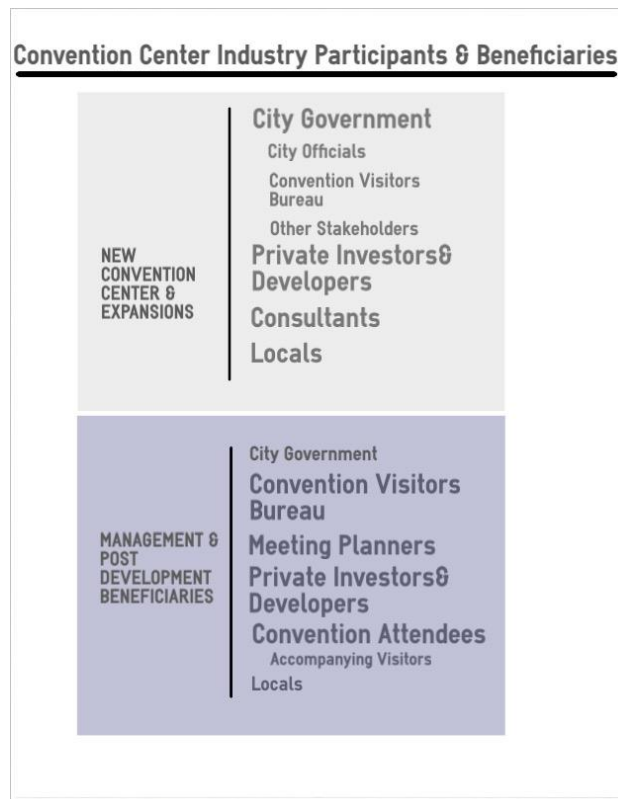 Convention Center Industry Participants & Beneficiaries
NEW
CONVENTION
CENTER &
EXPANSIONS
City Government
City Officials
Convention Visitors
Bureau
Other Stakeholders
Private Investors&
Developers
Consultants
Locals
MANAGEMENT &
POST
DEVELOPMENT
BENEFICIARIES
City Government
Convention Visitors
Bureau
Meeting Planners
Private Investors&
Developers
Convention Attendees
Accompanying Visitors
Locals